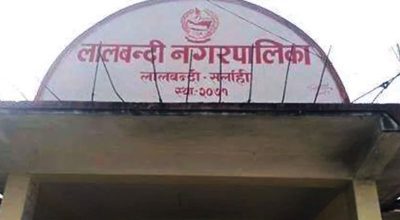 लालबन्दी नगरपालिका
लालबन्दी - सर्लाही
स्था-२०७१